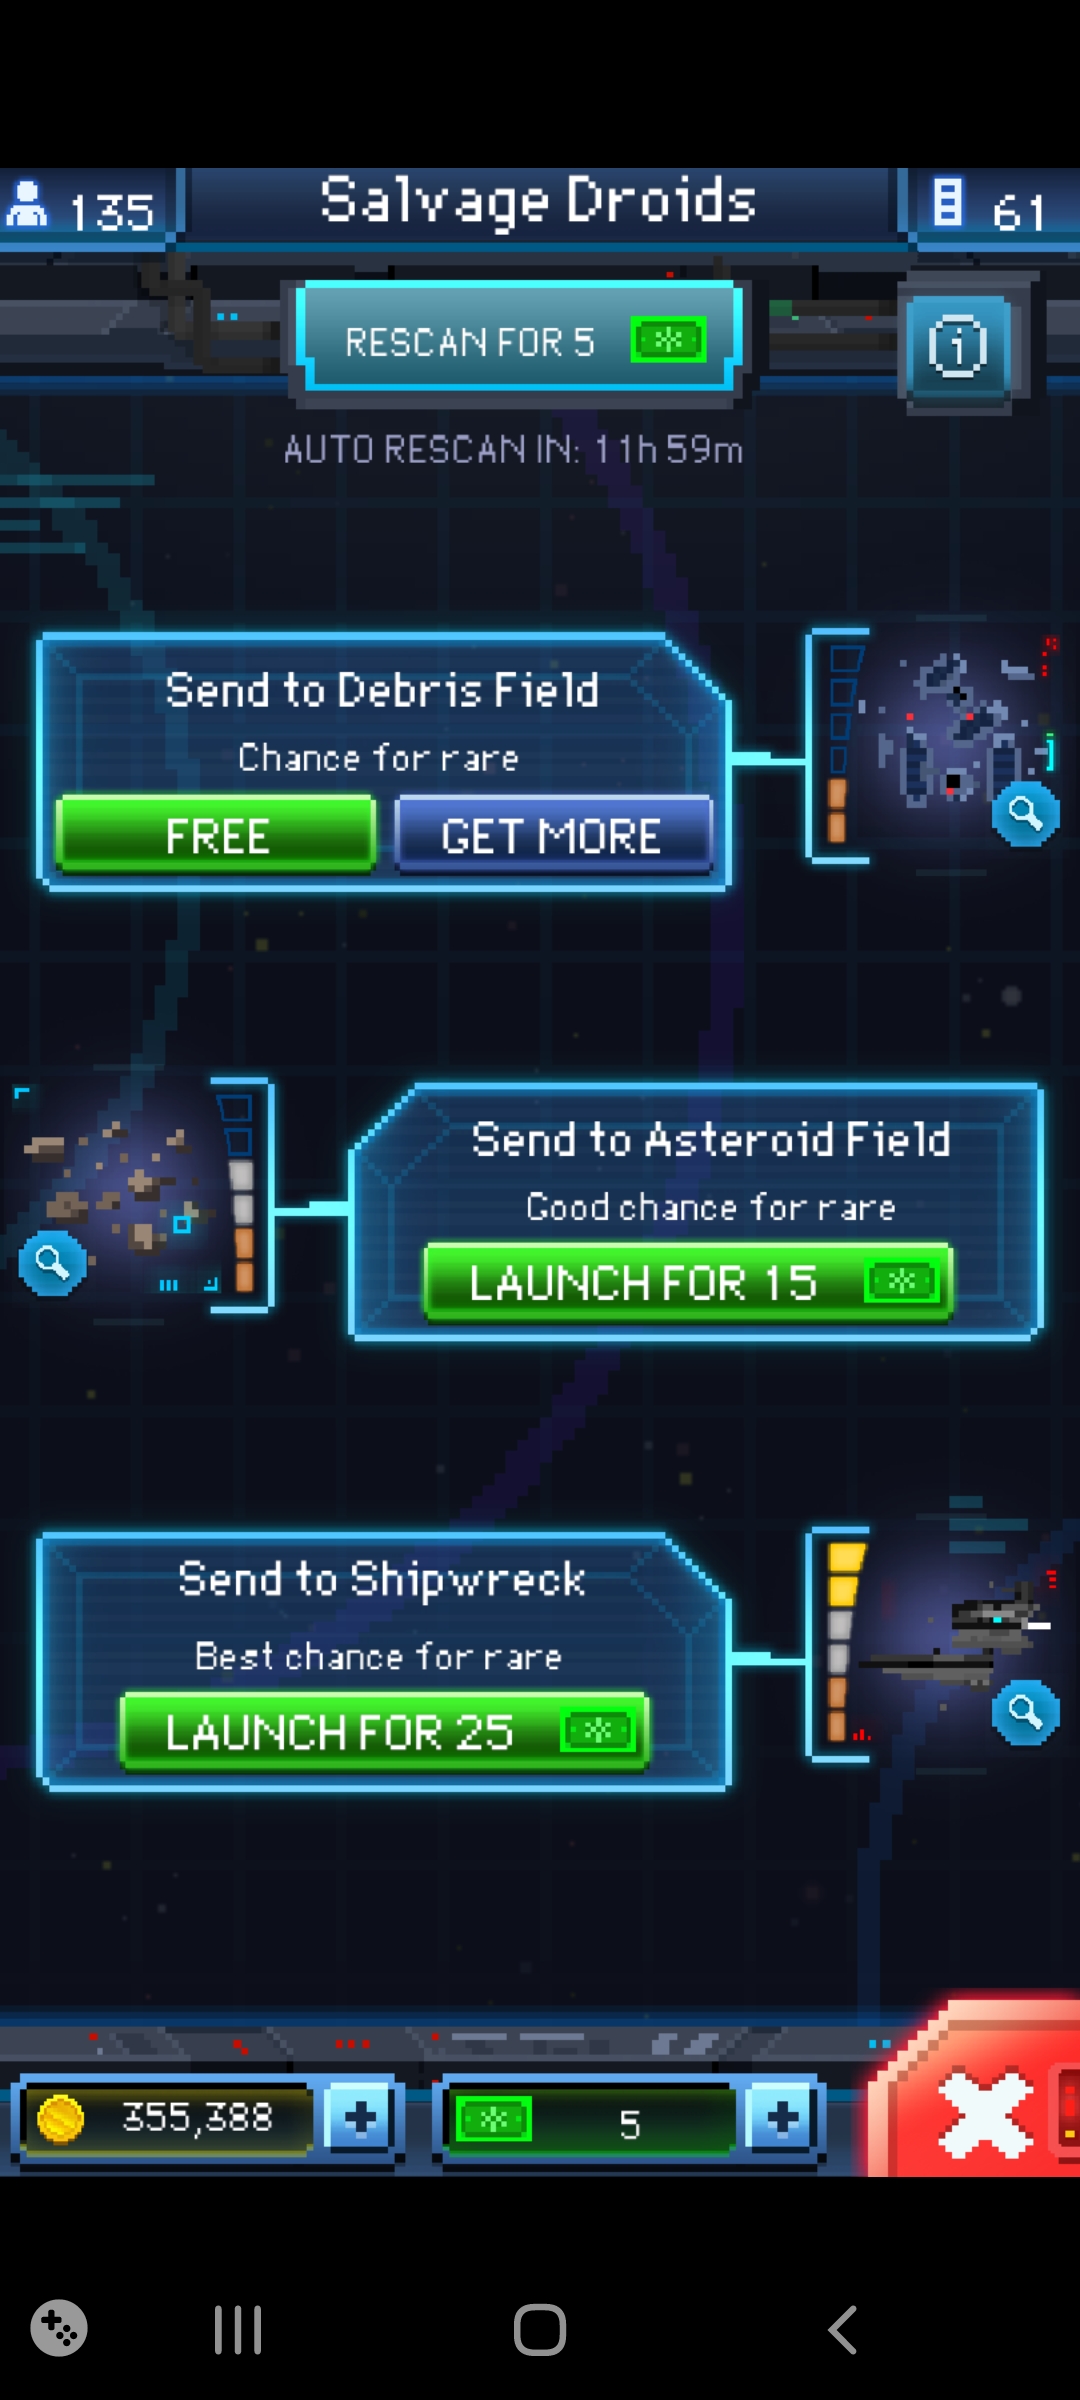 135
Salvage Droids
61
RESCAN FOR 5
AUTO RESCAN IN: 11h 59m
Send to Debris Field
Chance for rare
FREE
GET MORE
Send to Asteroid Field
Good chance for rare
LAUNCH FOR 15
Send to Shipwreck
Best chance for rare
LAUNCH FOR 25
355,388
5